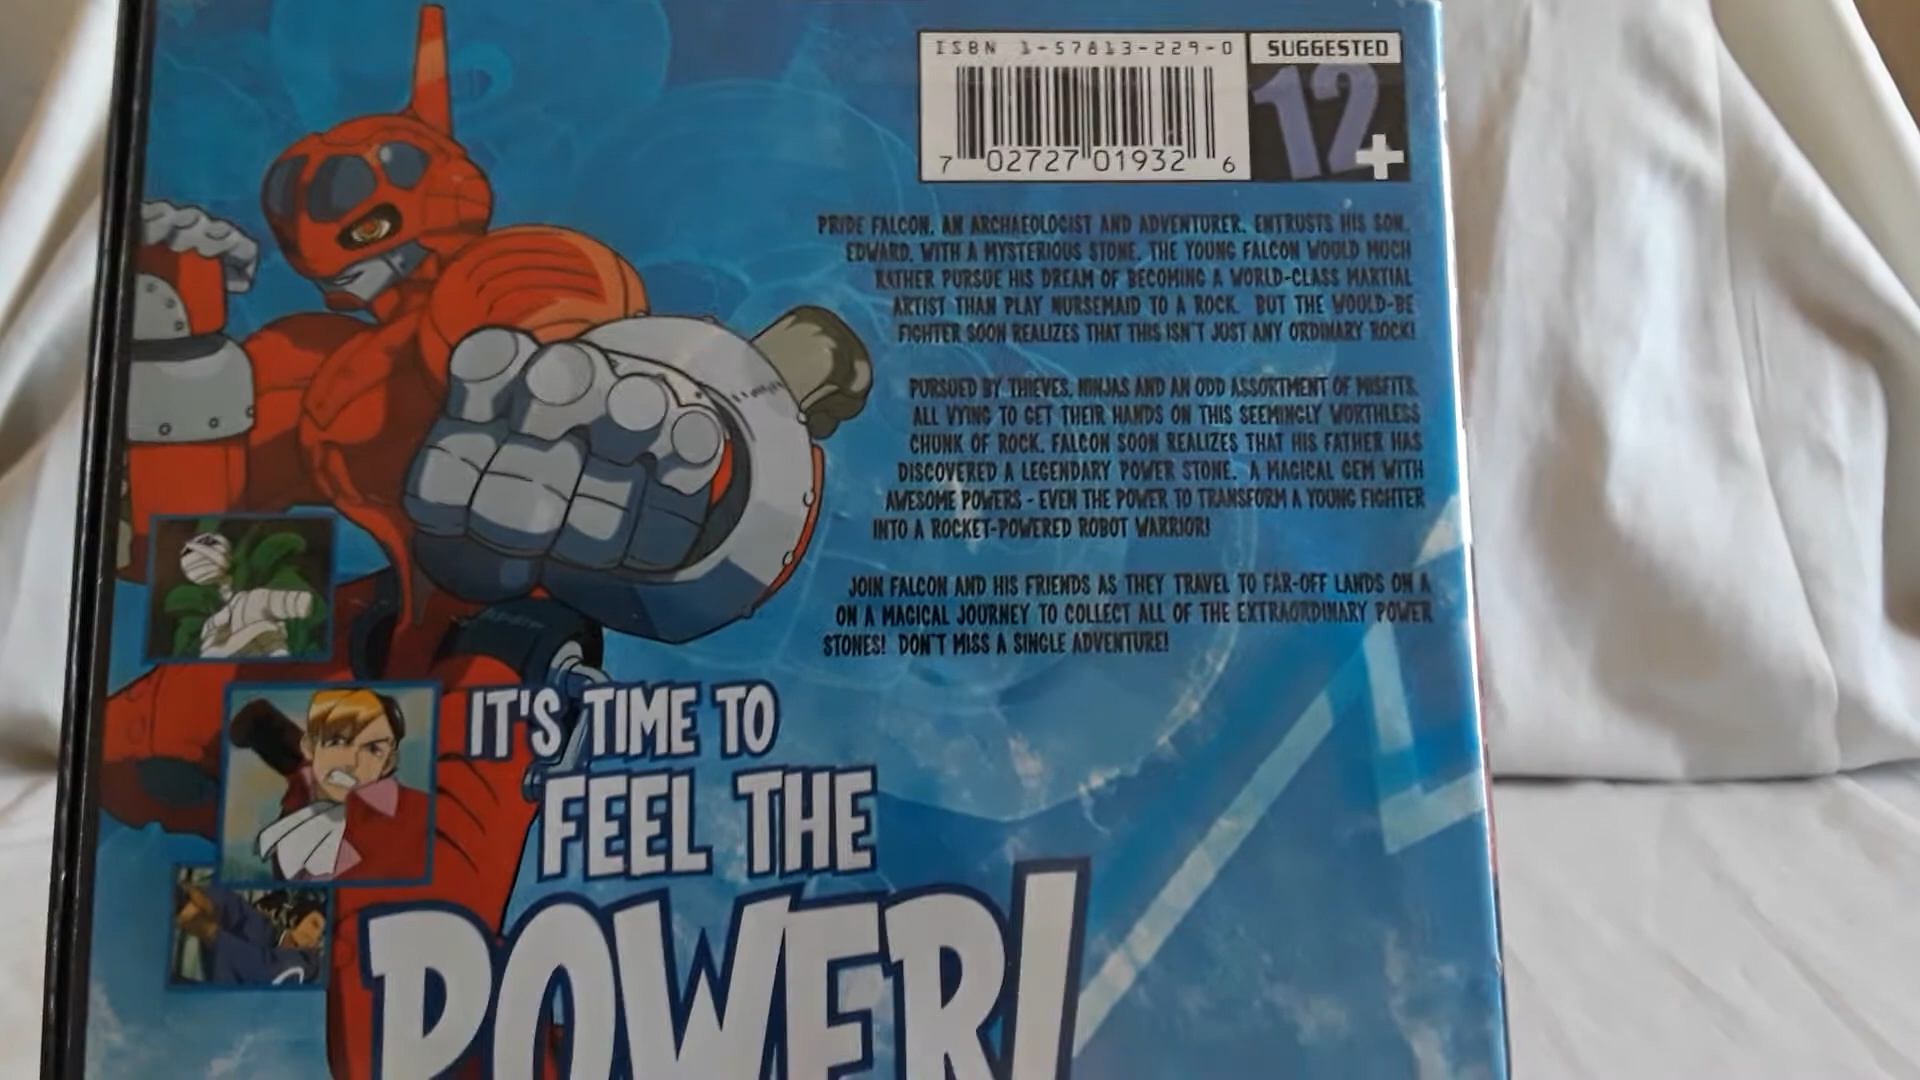 ISBN 1-57813-229-0
SUGGESTED
12+
7 02727 01932 6
PRIDE FALCON, AN ARCHAEOLOGIST AND ADVENTURER, ENTRUSTS HIS SON,
EDWARD, WITH A MYSTERIOUS STONE. THE YOUNG FALCON WOULD MUCH
RATHER PURSUE HIS DREAM OF BECOMING A WORLD-CLASS MARTIAL
ARTIST THAN PLAY NURSEMAID TO A ROCK. BUT THE WOULD-BE
FIGHTER SOON REALIZES THAT THIS ISN'T JUST ANY ORDINARY ROCK!
PURSUED BY THIEVES, NINJAS AND AN ODD ASSORTMENT OF MISFITS,
ALL VYING TO GET THEIR HANDS ON THIS SEEMINGLY WORTHLESS
CHUNK OF ROCK, FALCON SOON REALIZES THAT HIS FATHER HAS
DISCOVERED A LEGENDARY POWER STONE. A MAGICAL GEM WITH
AWESOME POWERS - EVEN THE POWER TO TRANSFORM A YOUNG FIGHTER
INTO A ROCKET-POWERED ROBOT WARRIOR!
JOIN FALCON AND HIS FRIENDS AS THEY TRAVEL TO FAR-OFF LANDS ON A
ON A MAGICAL JOURNEY TO COLLECT ALL OF THE EXTRAORDINARY POWER
STONES! DON'T MISS A SINGLE ADVENTURE!
IT'S TIME TO
FEEL THE
POWER!